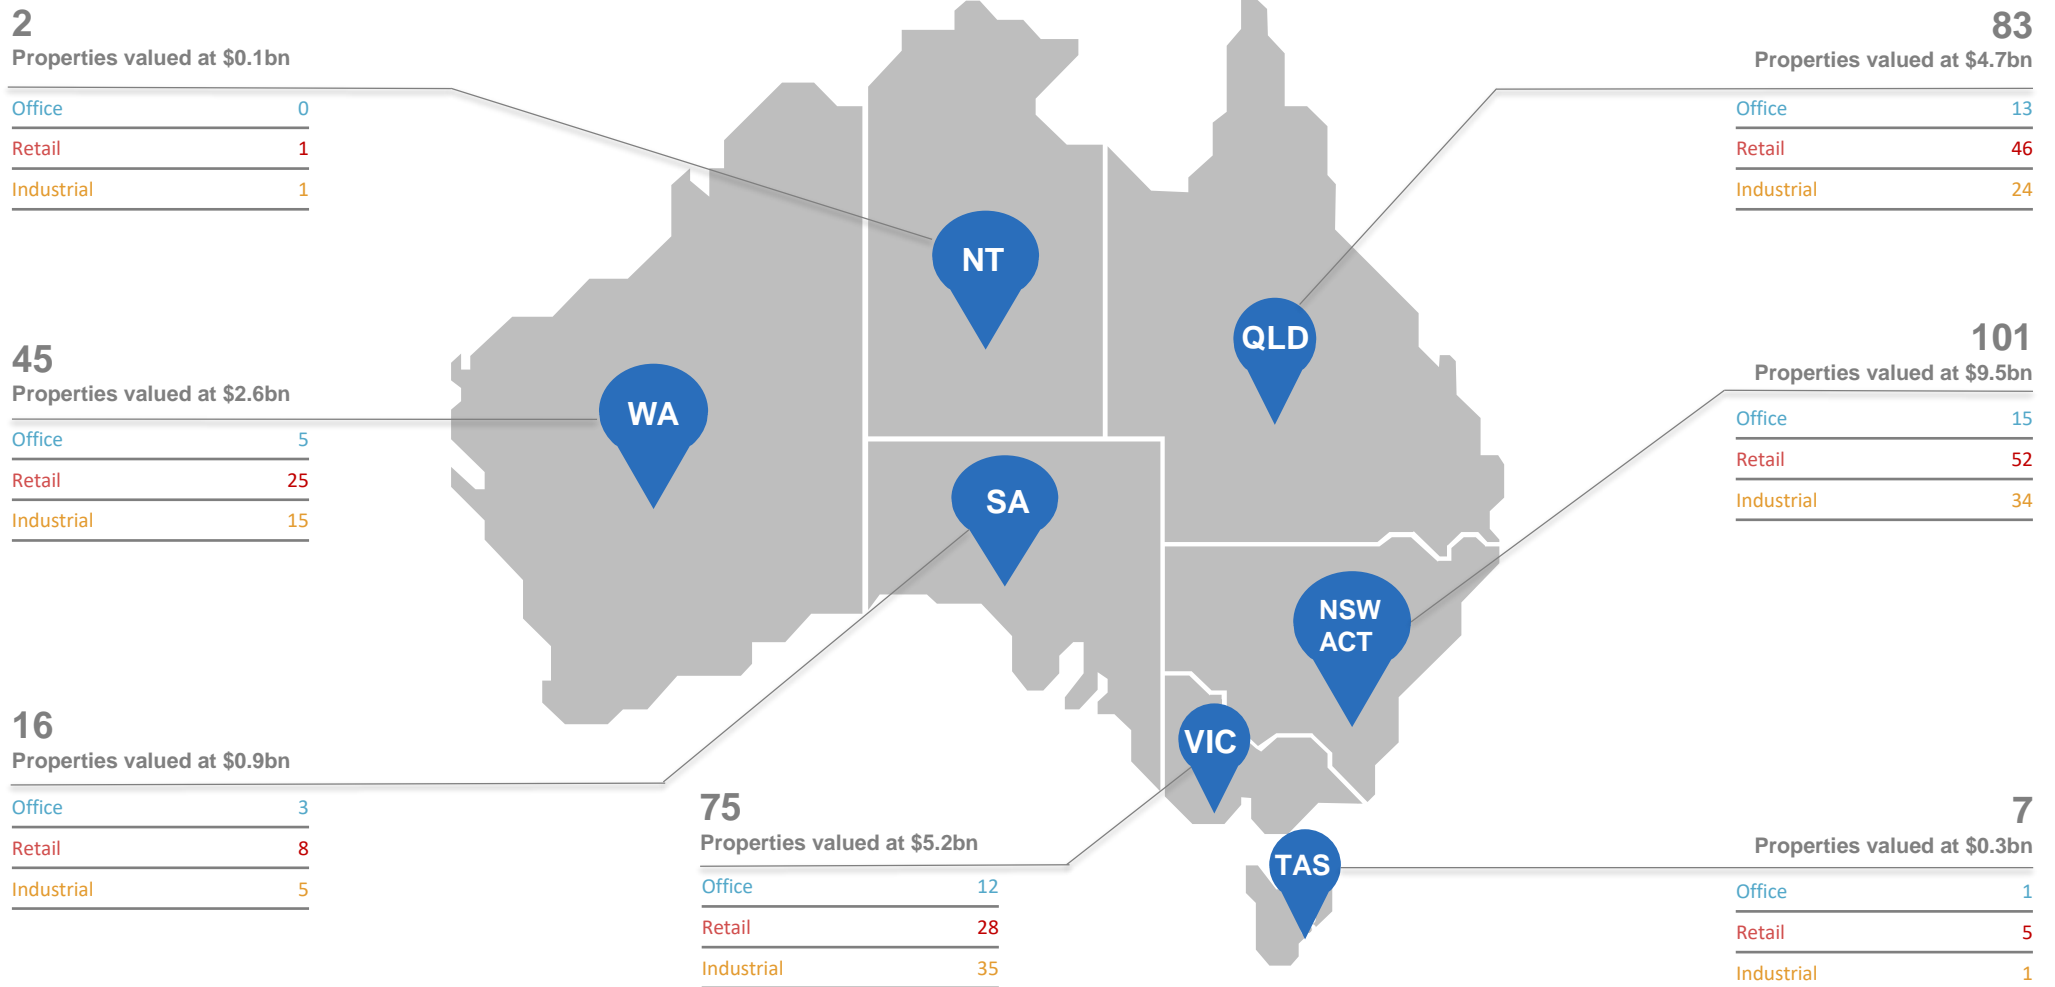 2
Properties valued at $0.1bn
Office 0
Retail 1
Industrial 1
83
Properties valued at $4.7bn
Office 13
Retail 46
Industrial 24
NT
QLD
45
Properties valued at $2.6bn
Office 5
Retail 25
Industrial 15
WA
101
Properties valued at $9.5bn
Office 15
Retail 52
Industrial 34
SA
NSW
ACT
16
Properties valued at $0.9bn
Office 3
Retail 8
Industrial 5
VIC
75
Properties valued at $5.2bn
Office 12
Retail 28
Industrial 35
TAS
7
Properties valued at $0.3bn
Office 1
Retail 5
Industrial 1